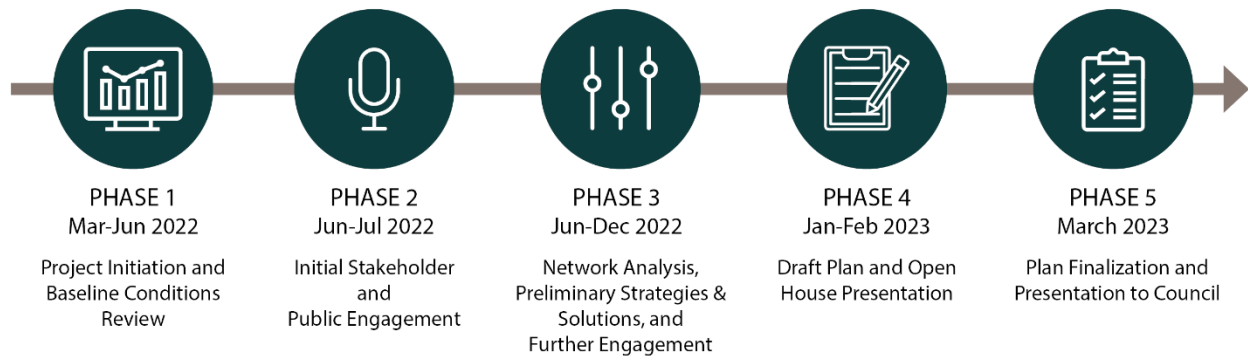 PHASE 1
Mar-Jun 2022
Project Initiation and
Baseline Conditions
Review
PHASE 2
Jun-Jul 2022
Initial Stakeholder
and
Public Engagement
PHASE 3
Jun-Dec 2022
Network Analysis,
Preliminary Strategies &
Solutions, and
Further Engagement
PHASE 4
Jan-Feb 2023
Draft Plan and Open
House Presentation
PHASE 5
March 2023
Plan Finalization and
Presentation to Council